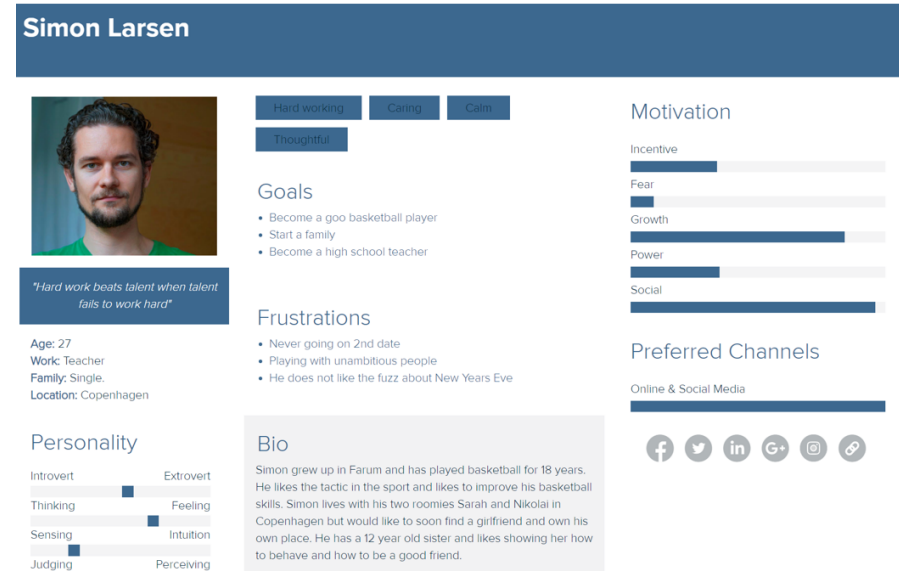 Simon Larsen
"Hard work beats talent when talent
fails to work hard"
Age: 27
Work: Teacher
Family: Single.
Location: Copenhagen
Personality
Introvert Extrovert
Thinking Feeling
Sensing Intuition
Judging Perceiving
Hard working Caring Calm
Thoughtful
Goals
• Become a goo basketball player
• Start a family
• Become a high school teacher
Frustrations
• Never going on 2nd date
• Playing with unambitious people
• He does not like the fuzz about New Years Eve
Bio
Simon grew up in Farum and has played basketball for 18 years.
He likes the tactic in the sport and likes to improve his basketball
skills. Simon lives with his two roomies Sarah and Nikolai in
Copenhagen but would like to soon find a girlfriend and own his
own place. He has a 12 year old sister and likes showing her how
to behave and how to be a good friend.
Motivation
Incentive
Fear
Growth
Power
Social
Preferred Channels
Online & Social Media